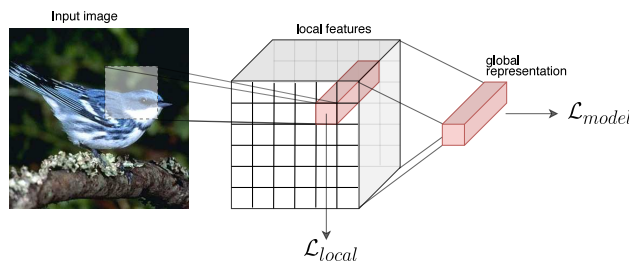 Input image
local features
global
representation
ℒ_model
ℒ_local